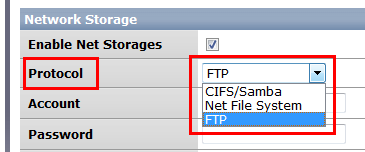 Network Storage
Enable Net Storages
Protocol
FTP
CIFS/Samba
Net File System
FTP
Account
Password